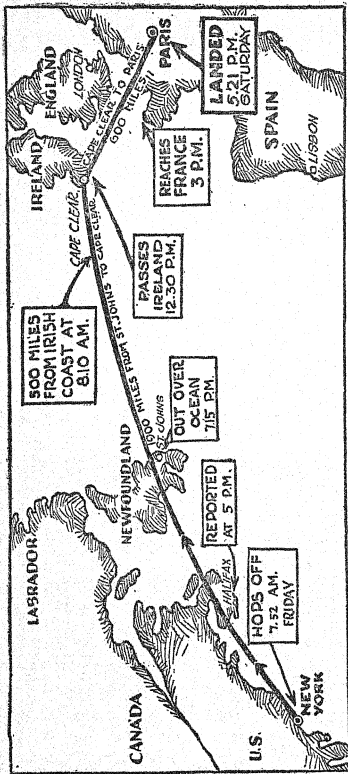 LABRADOR
CANADA
U.S.
NEW
YORK
HOPS OFF
7.52 AM.
FRIDAY
HALIFAX
REPORTED
AT 5 P.M.
NEWFOUNDLAND
ST. JOHNS
OUT OVER
OCEAN
7.15 P.M.
1900 MILES FROM ST. JOHNS TO CAPE CLEAR
500 MILES
FROM IRISH
COAST AT
8.10 AM.
CAPE CLEAR
PASSES
IRELAND
12.30 P.M.
IRELAND
ENGLAND
LONDON
CAPE CLEAR TO PARIS
600 MILES
REACHES
FRANCE
3 P.M.
PARIS
LANDED
5.21 P.M.
SATURDAY
SPAIN
LISBON